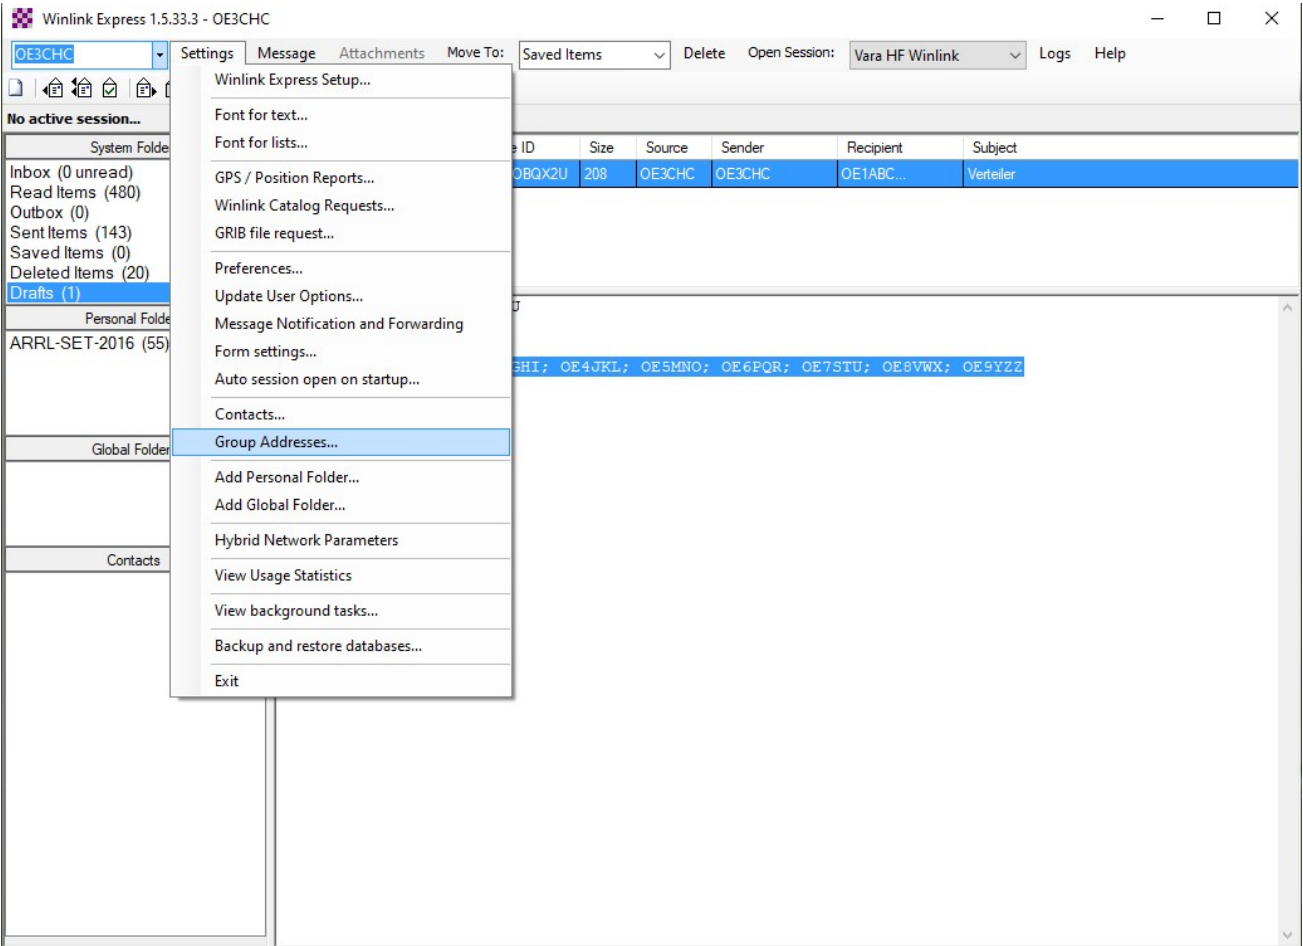 Winlink Express 1.5.33.3 - OE3CHC
OE3CHC Settings Message Attachments Move To: Saved Items Delete Open Session: Vara HF Winlink Logs Help
No active session...
System Folde
Inbox (0 unread)
Read Items (480)
Outbox (0)
Sent Items (143)
Saved Items (0)
Deleted Items (20)
Drafts (1)
Personal Folde
ARRL-SET-2016 (55)
Global Folder
Contacts
Winlink Express Setup...
Font for text...
Font for lists...
GPS / Position Reports...
Winlink Catalog Requests...
GRIB file request...
Preferences...
Update User Options...
Message Notification and Forwarding
Form settings...
Auto session open on startup...
Contacts...
Group Addresses...
Add Personal Folder...
Add Global Folder...
Hybrid Network Parameters
View Usage Statistics
View background tasks...
Backup and restore databases...
Exit
ID Size Source Sender Recipient Subject
OBQX2U 208 OE3CHC OE3CHC OE1ABC... Verteiler
U
GHI; OE4JKL; OE5MNO; OE6PQR; OE7STU; OE8VWX; OE9YZZ